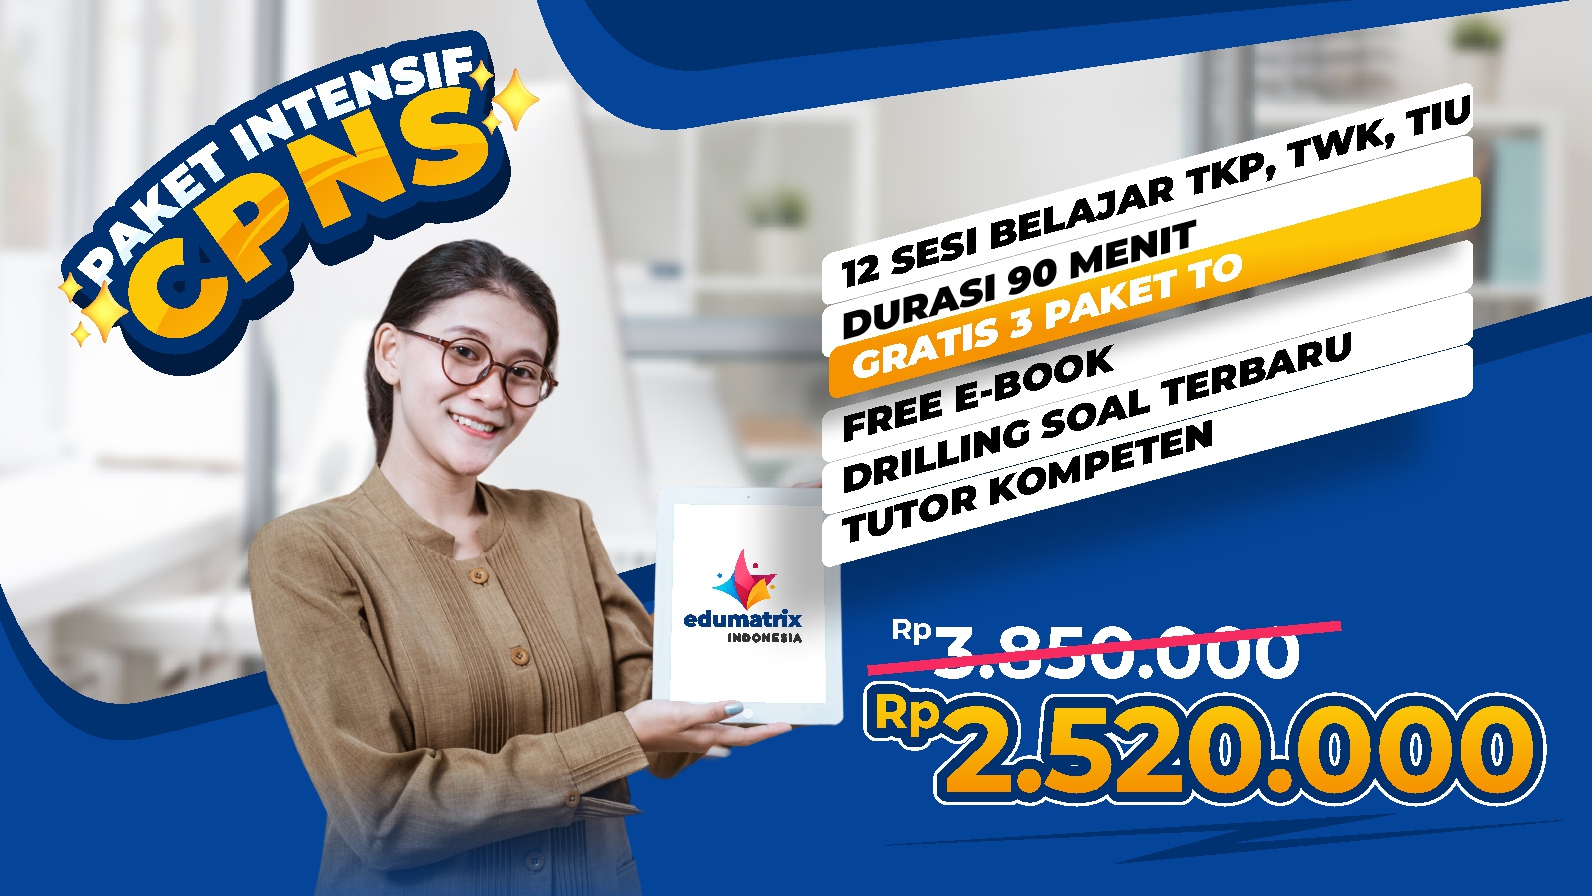 PAKET INTENSIF
CPNS
12 SESI BELAJAR TKP, TWK, TIU
DURASI 90 MENIT
GRATIS 3 PAKET TO
FREE E-BOOK
DRILLING SOAL TERBARU
TUTOR KOMPETEN
edumatrix
INDONESIA
Rp3.850.000
Rp2.520.000